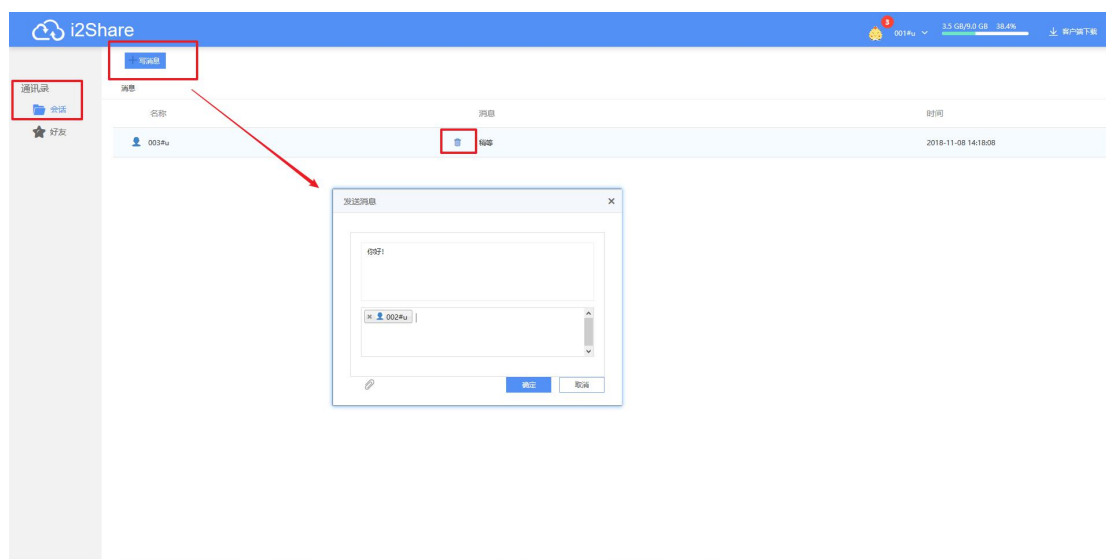 i2Share
3
001#u
3.5 GB/9.0 GB 38.4%
客户端下载
写消息
通讯录
会话
好友
消息
名称 消息 时间
003#u 稍等 2018-11-08 14:18:08
发送消息
你好!
002#u
确定 取消